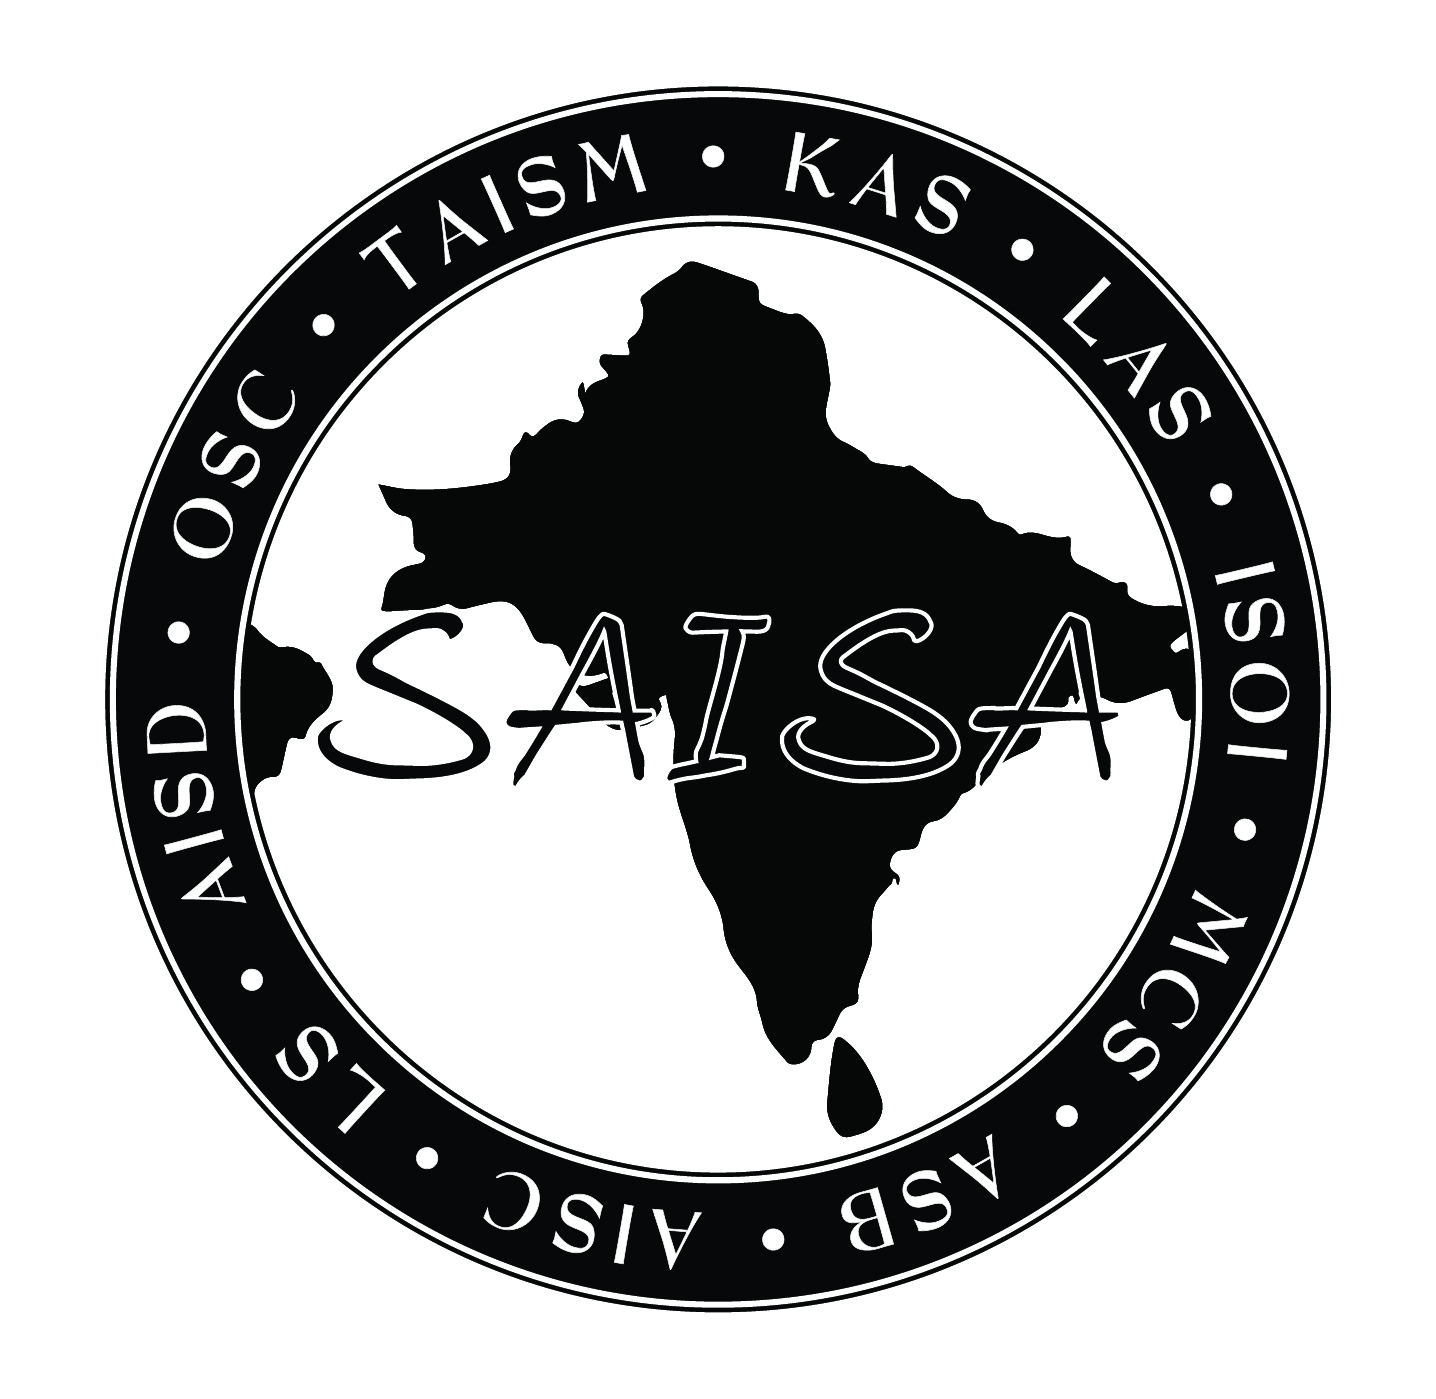 TAISM • KAS • LAS • ISOI • MCS • ASB • AISC • LS • AISD • OSC •
SAISA